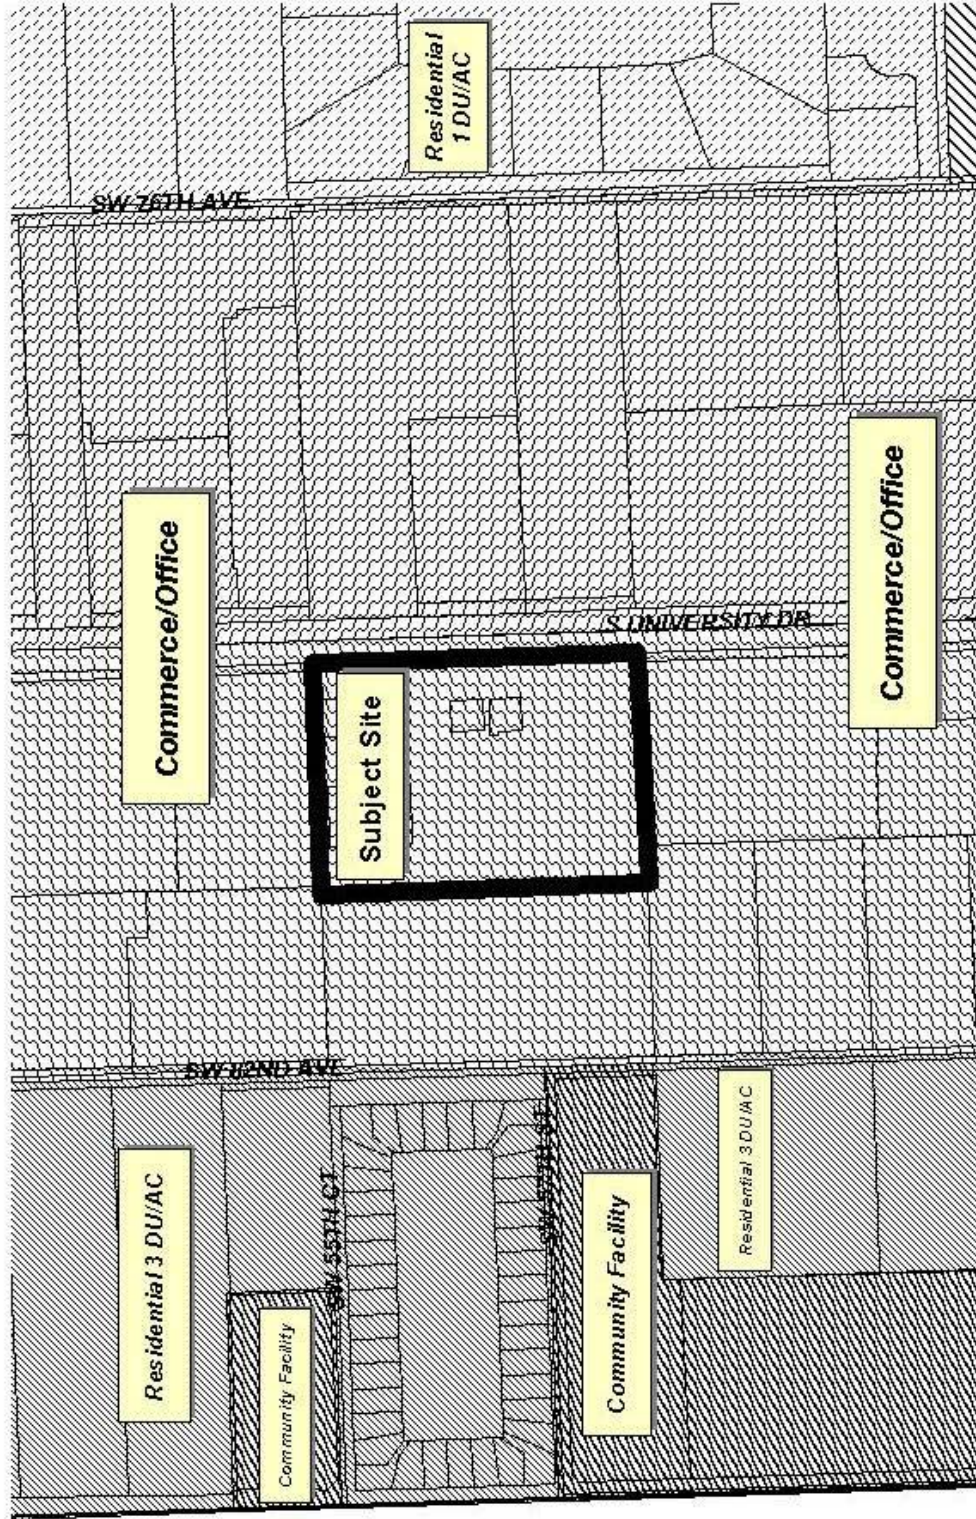 Residential
1 DU/AC
SW 76TH AVE
Commerce/Office
S UNIVERSITY DR
Commerce/Office
Subject Site
SW 82ND AVE
Residential 3 DU/AC
SW 55TH CT
Community Facility
Community Facility
Residential 3 DU/AC